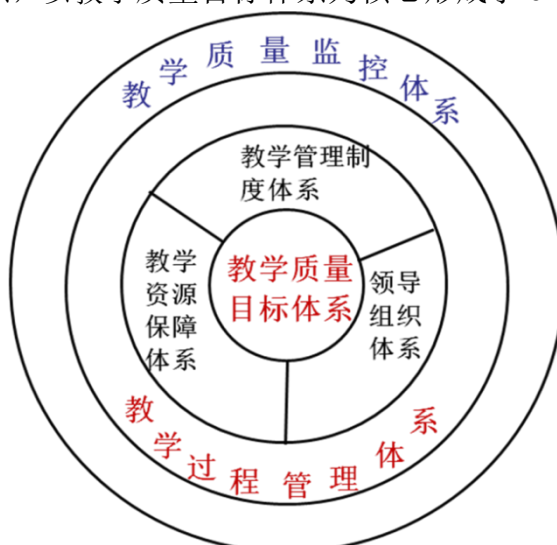 教学质量监控体系
教学管理制
度体系
教学质量
目标体系
教学
资源
保障
体系
领导
组织
体系
教学过程管理体系